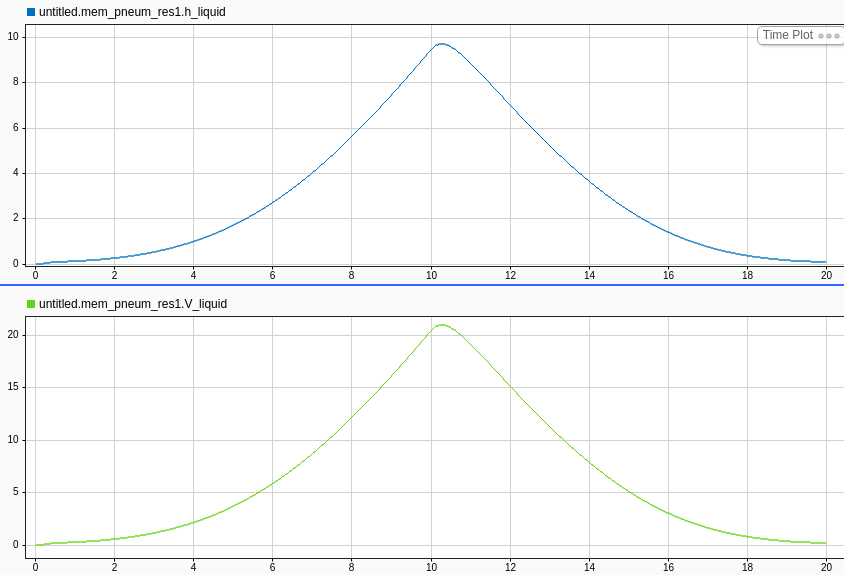 untitled.mem_pneum_res1.h_liquid
Time Plot
10
8
6
4
2
0
0 2 4 6 8 10 12 14 16 18 20
untitled.mem_pneum_res1.V_liquid
20
15
10
5
0
0 2 4 6 8 10 12 14 16 18 20